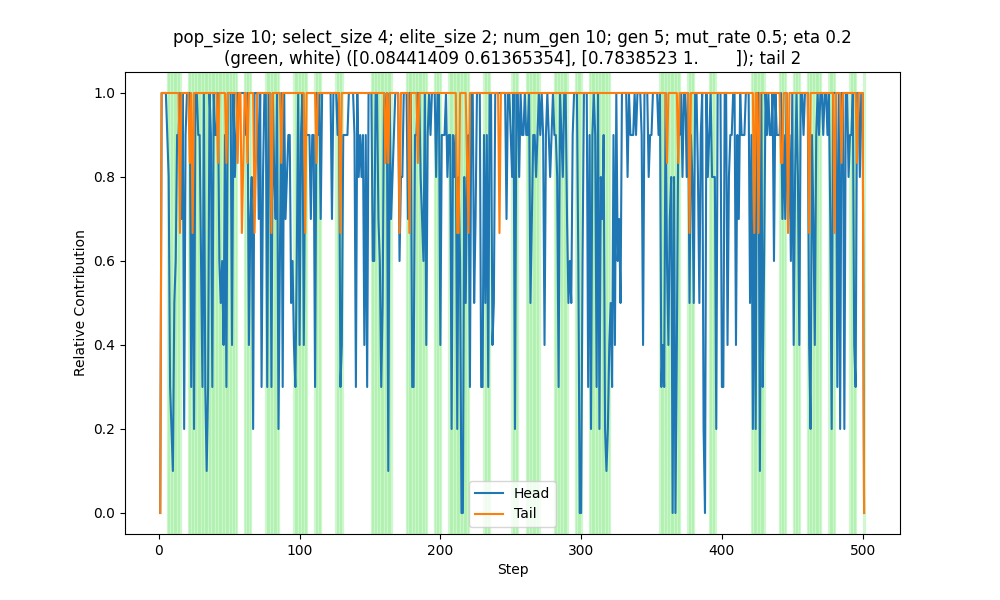 pop_size 10; select_size 4; elite_size 2; num_gen 10; gen 5; mut_rate 0.5; eta 0.2
(green, white) ([0.08441409 0.61365354], [0.7838523 1.        ]); tail 2
1.0
0.8
0.6
0.4
0.2
0.0
Relative Contribution
Head
Tail
0 100 200 300 400 500
Step